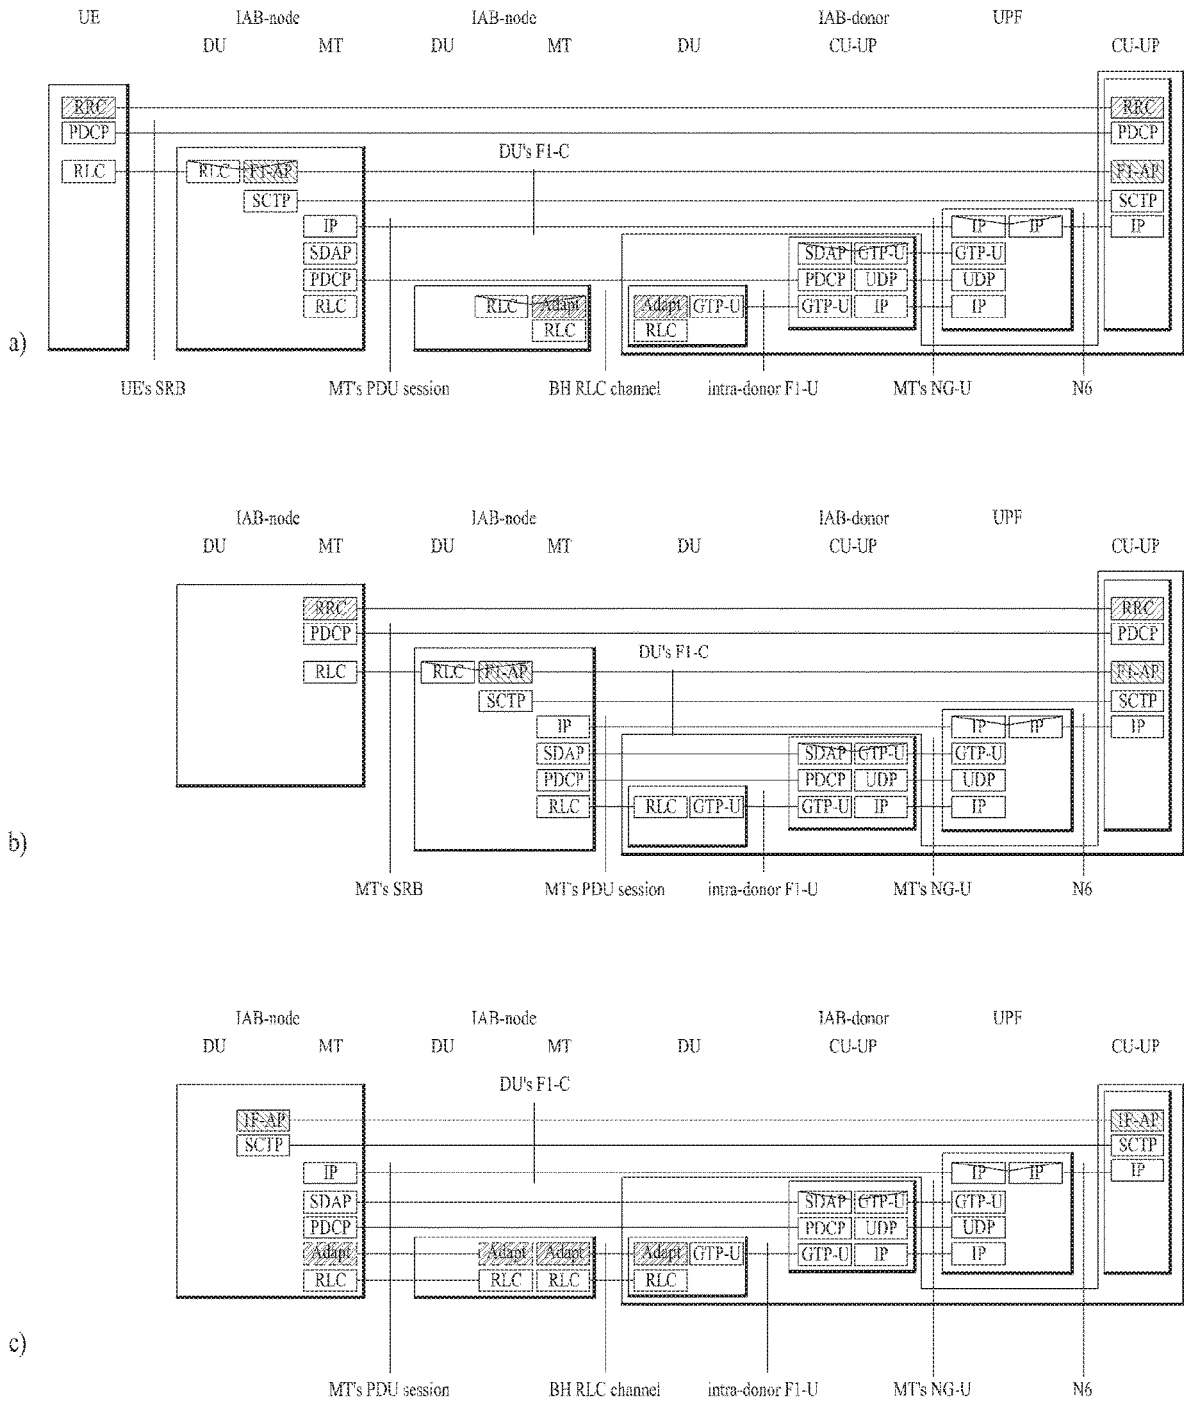 UE IAB-node IAB-node IAB-donor UPF
DU MT DU MT DU CU-UP CU-UP
RRC RRC
PDCP PDCP
DU's F1-C
RLC RLC F1-AP F1-AP
SCTP SCTP
IP IP IP IP
SDAP SDAP GTP-U GTP-U
PDCP PDCP UDP UDP
RLC RLC Adapt Adapt GTP-U GTP-U IP IP
RLC RLC
a)
UE's SRB MT's PDU session BH RLC channel intra-donor F1-U MT's NG-U N6
IAB-node IAB-node IAB-donor UPF
DU MT DU MT DU CU-UP CU-UP
RRC RRC
PDCP PDCP
DU's F1-C
RLC RLC F1-AP F1-AP
SCTP SCTP
IP IP IP IP
SDAP SDAP GTP-U GTP-U
PDCP PDCP UDP UDP
RLC RLC GTP-U GTP-U IP IP
b)
MT's SRB MT's PDU session intra-donor F1-U MT's NG-U N6
IAB-node IAB-node IAB-donor UPF
DU MT DU MT DU CU-UP CU-UP
DU's F1-C
1F-AP 1F-AP
SCTP SCTP
IP IP IP IP
SDAP SDAP GTP-U GTP-U
PDCP PDCP UDP UDP
Adapt Adapt Adapt Adapt GTP-U GTP-U IP IP
RLC RLC RLC RLC
c)
MT's PDU session BH RLC channel intra-donor F1-U MT's NG-U N6